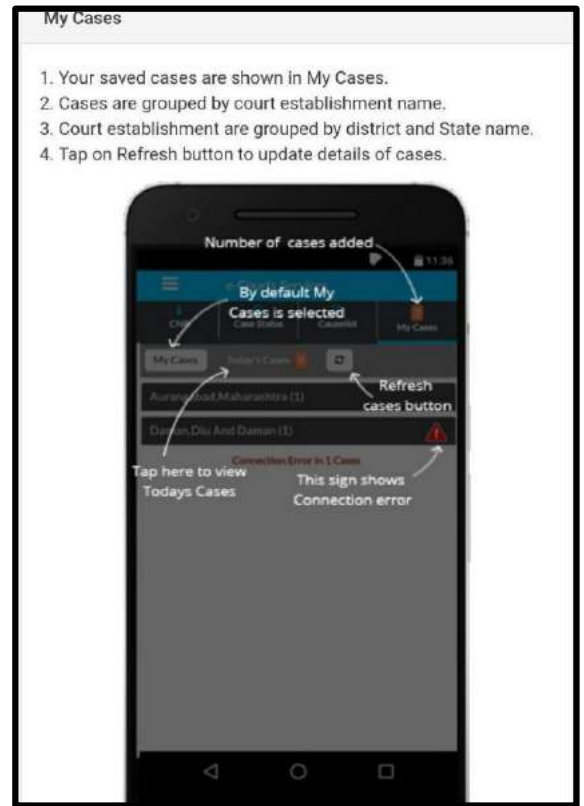 My Cases
1. Your saved cases are shown in My Cases.
2. Cases are grouped by court establishment name.
3. Court establishment are grouped by district and State name.
4. Tap on Refresh button to update details of cases.
Number of cases added
11:36
By default My
Cases is selected
CNR
Case Status
Causelist
My Cases
My Cases
Today's Cases
Refresh
cases button
Aurangabad,Maharashtra (1)
Daman,Diu And Daman (1)
Connection Error in 1 Cases
Tap here to view
Todays Cases
This sign shows
Connection error